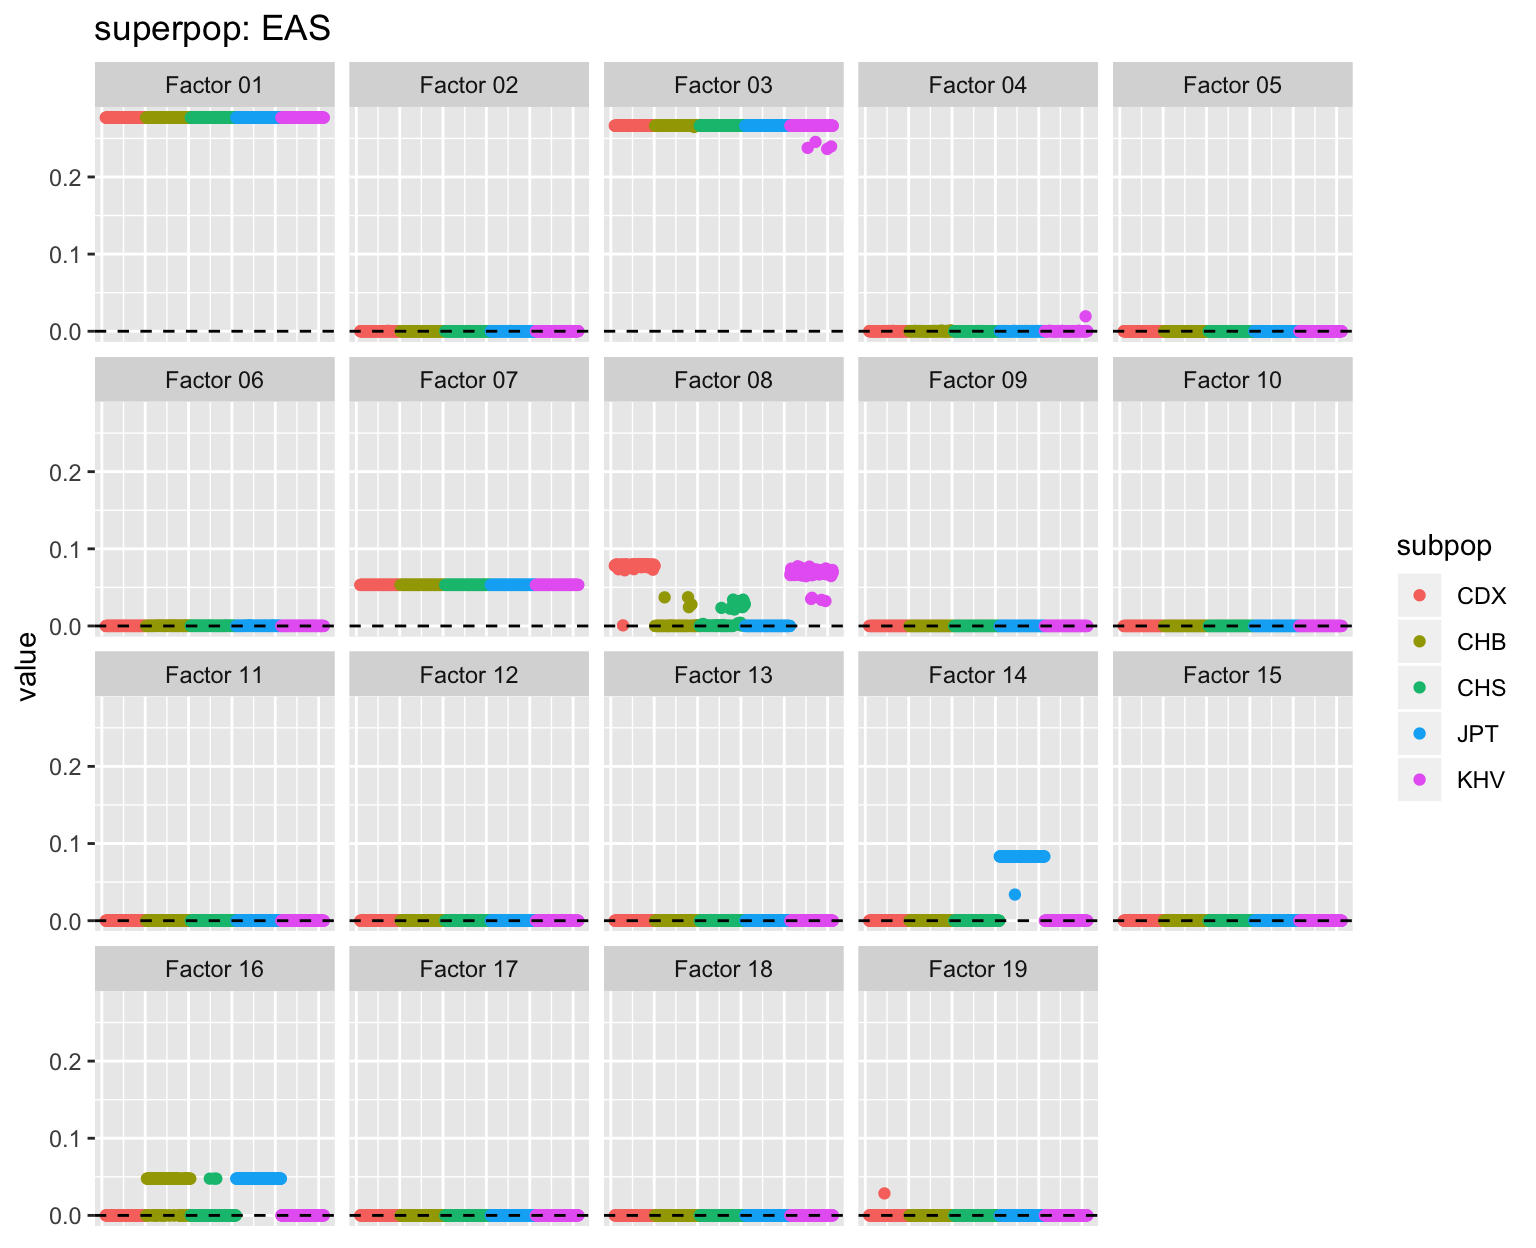 superpop: EAS
Factor 01 Factor 02 Factor 03 Factor 04 Factor 05
0.2
0.1
0.0
Factor 06 Factor 07 Factor 08 Factor 09 Factor 10
0.2
0.1
0.0
Factor 11 Factor 12 Factor 13 Factor 14 Factor 15
0.2
0.1
0.0
Factor 16 Factor 17 Factor 18 Factor 19
0.2
0.1
0.0
value
subpop
CDX
CHB
CHS
JPT
KHV